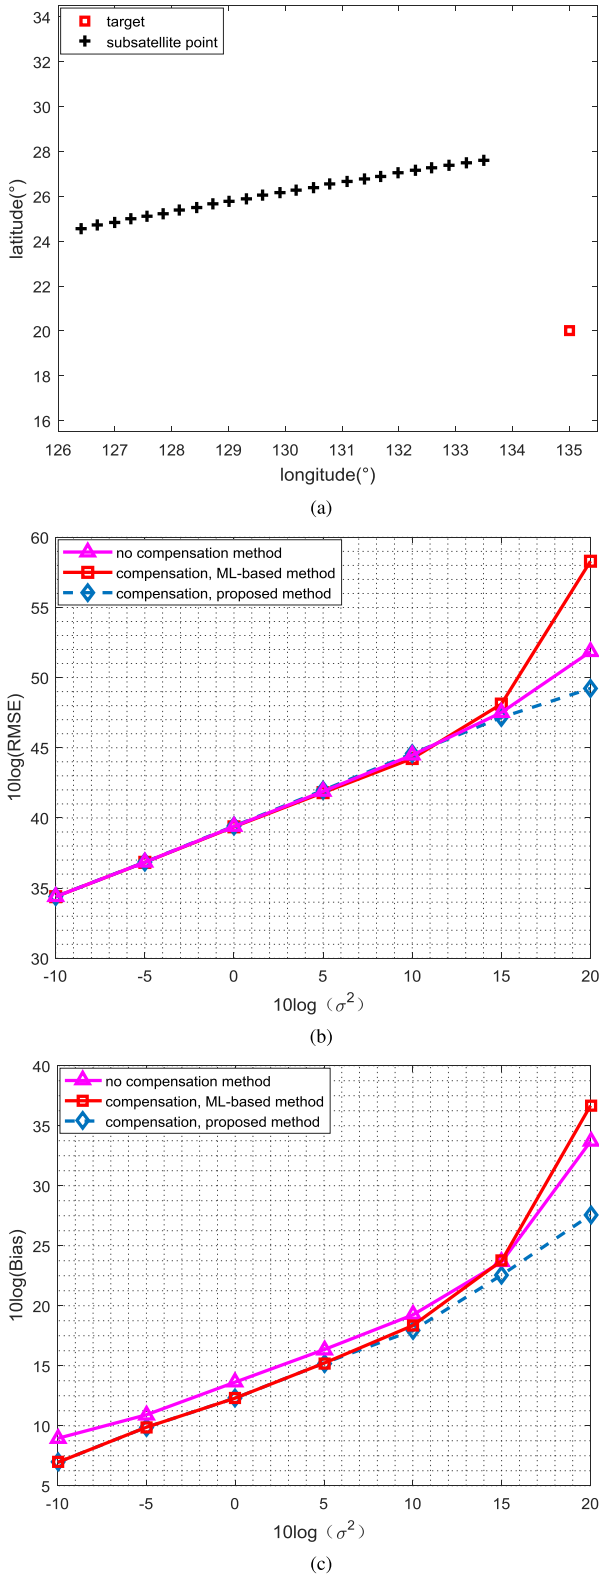 34
32
30
28
26
24
22
20
18
16
latitude(°)
target
subsatellite point
126 127 128 129 130 131 132 133 134 135
longitude(°)
(a)
60
55
50
45
40
35
30
10log(RMSE)
no compensation method
compensation, ML-based method
compensation, proposed method
-10 -5 0 5 10 15 20
10log（σ²）
(b)
40
35
30
25
20
15
10
5
10log(Bias)
no compensation method
compensation, ML-based method
compensation, proposed method
-10 -5 0 5 10 15 20
10log（σ²）
(c)